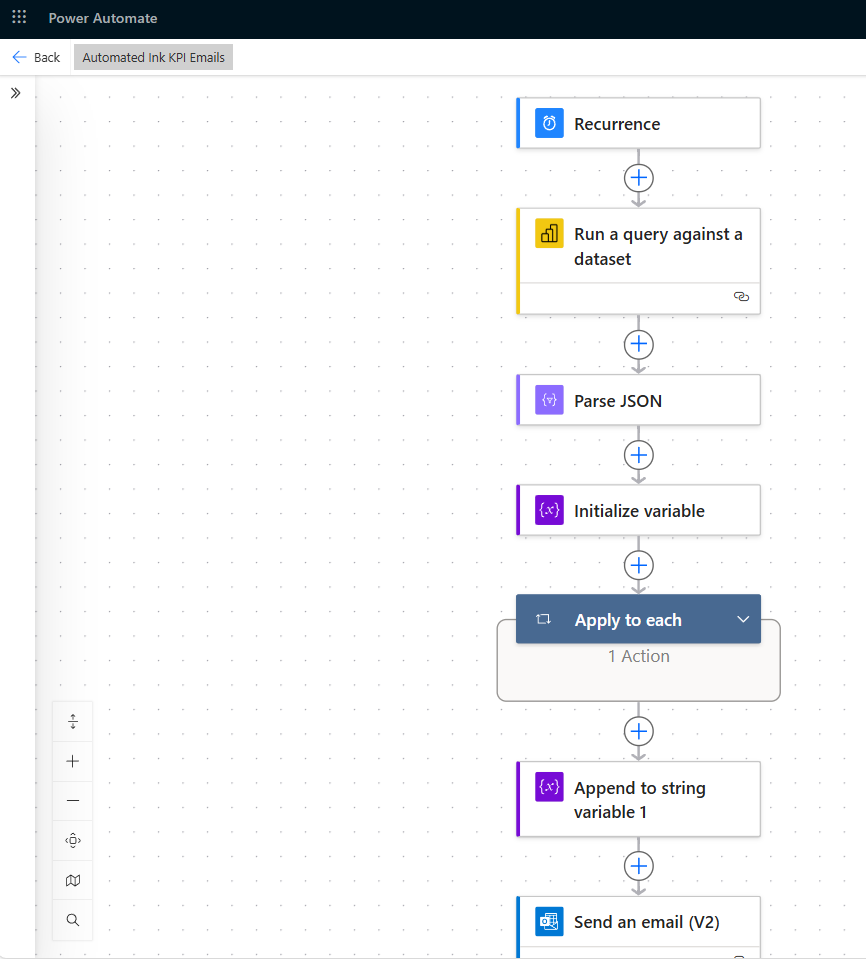 Power Automate
Back
Automated Ink KPI Emails
Recurrence
Run a query against a
dataset
Parse JSON
Initialize variable
Apply to each
1 Action
Append to string
variable 1
Send an email (V2)